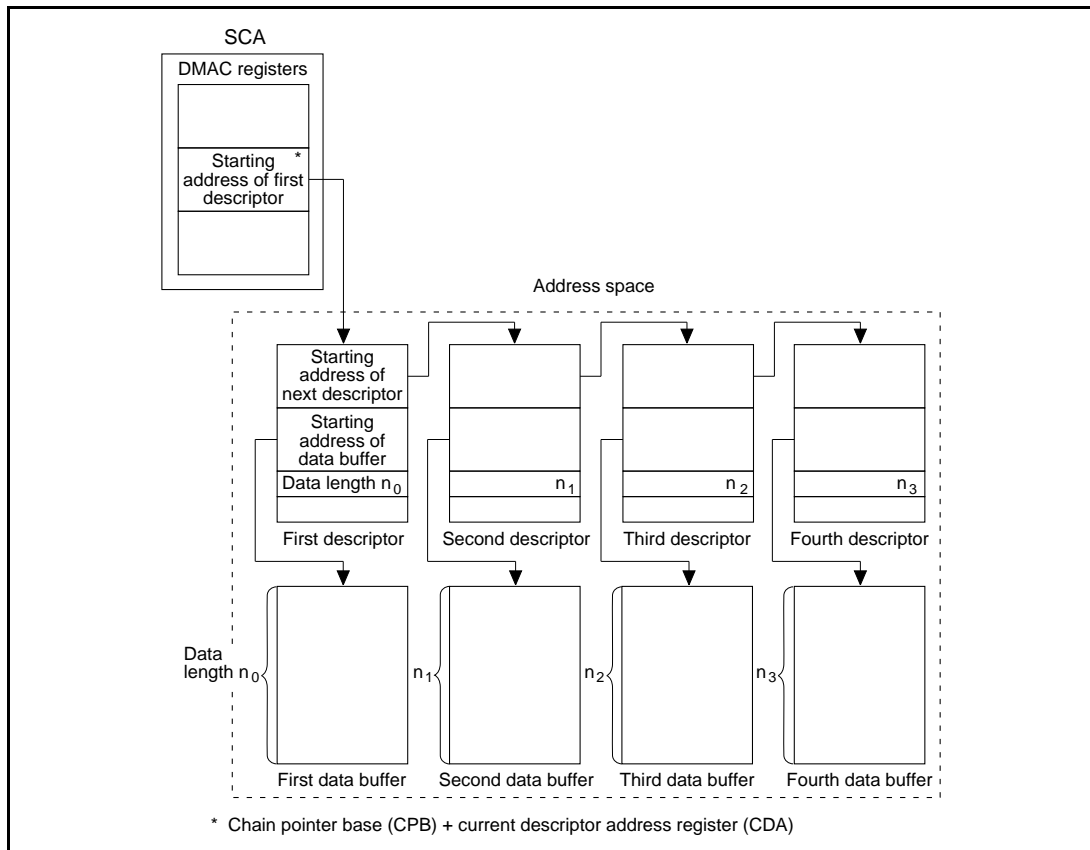 SCA
DMAC registers
Starting *
address of first
descriptor
Address space
Starting
address of
next descriptor
Starting
address of
data buffer
Data length n0
n1
n2
n3
First descriptor
Second descriptor
Third descriptor
Fourth descriptor
Data
length n0
n1
n2
n3
First data buffer
Second data buffer
Third data buffer
Fourth data buffer
* Chain pointer base (CPB) + current descriptor address register (CDA)